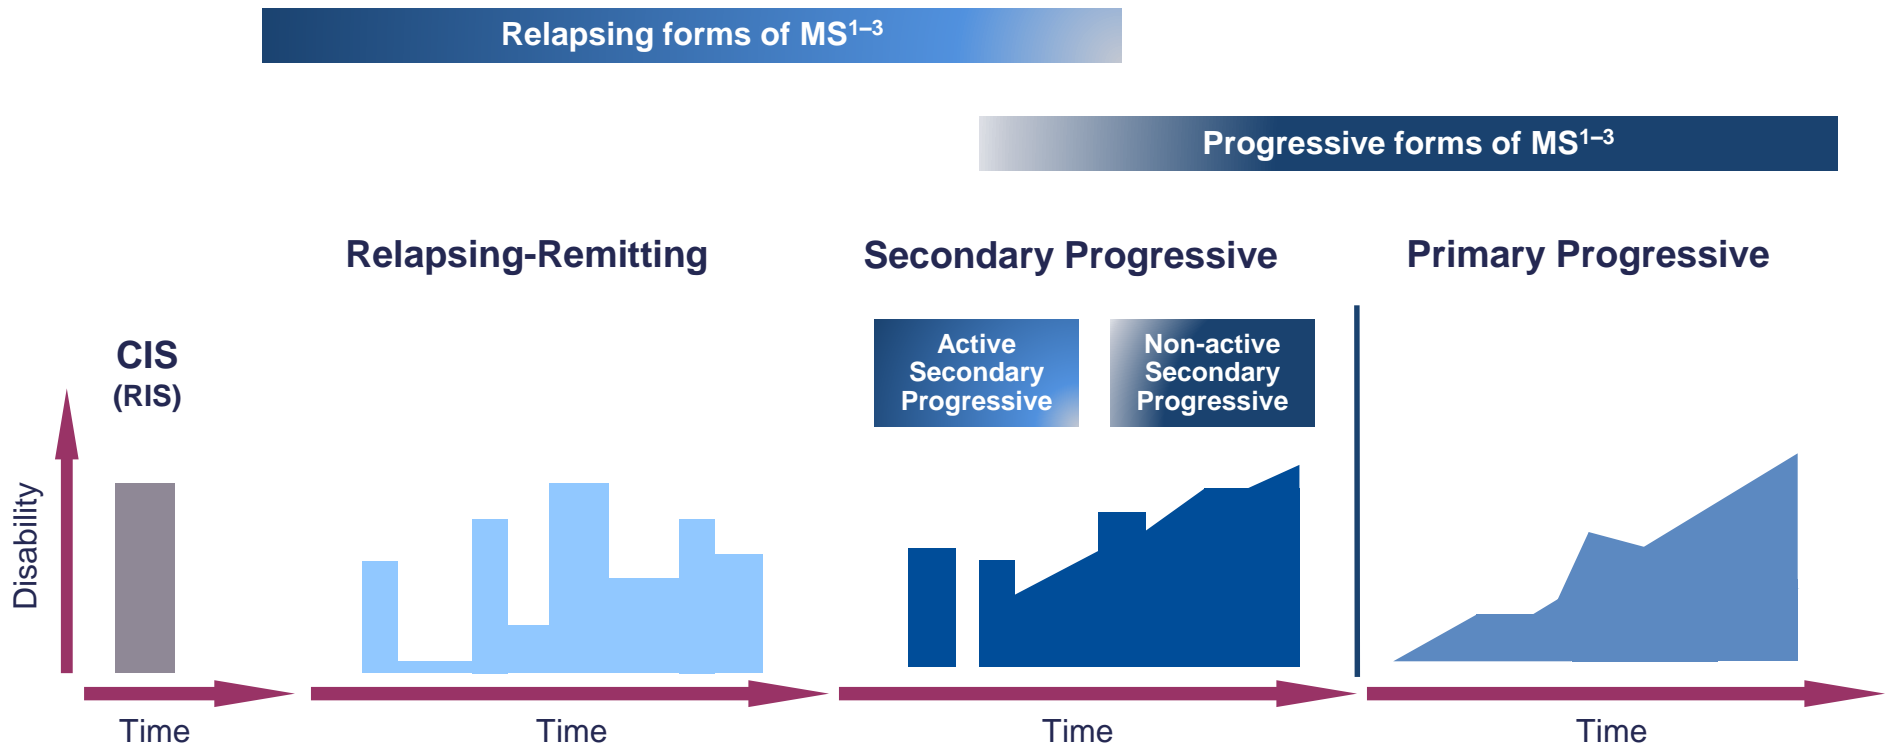 Relapsing forms of MS¹⁻³
Progressive forms of MS¹⁻³
Relapsing-Remitting
Secondary Progressive
Primary Progressive
CIS
(RIS)
Active
Secondary
Progressive
Non-active
Secondary
Progressive
Disability
Time
Time
Time
Time